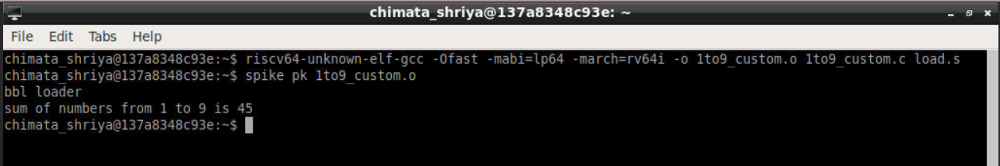 chimata_shriya@137a8348c93e: ~
File Edit Tabs Help
chimata_shriya@137a8348c93e:~$ riscv64-unknown-elf-gcc -Ofast -mabi=lp64 -march=rv64i -o 1to9_custom.o 1to9_custom.c load.s
chimata_shriya@137a8348c93e:~$ spike pk 1to9_custom.o
bbl loader
sum of numbers from 1 to 9 is 45
chimata_shriya@137a8348c93e:~$